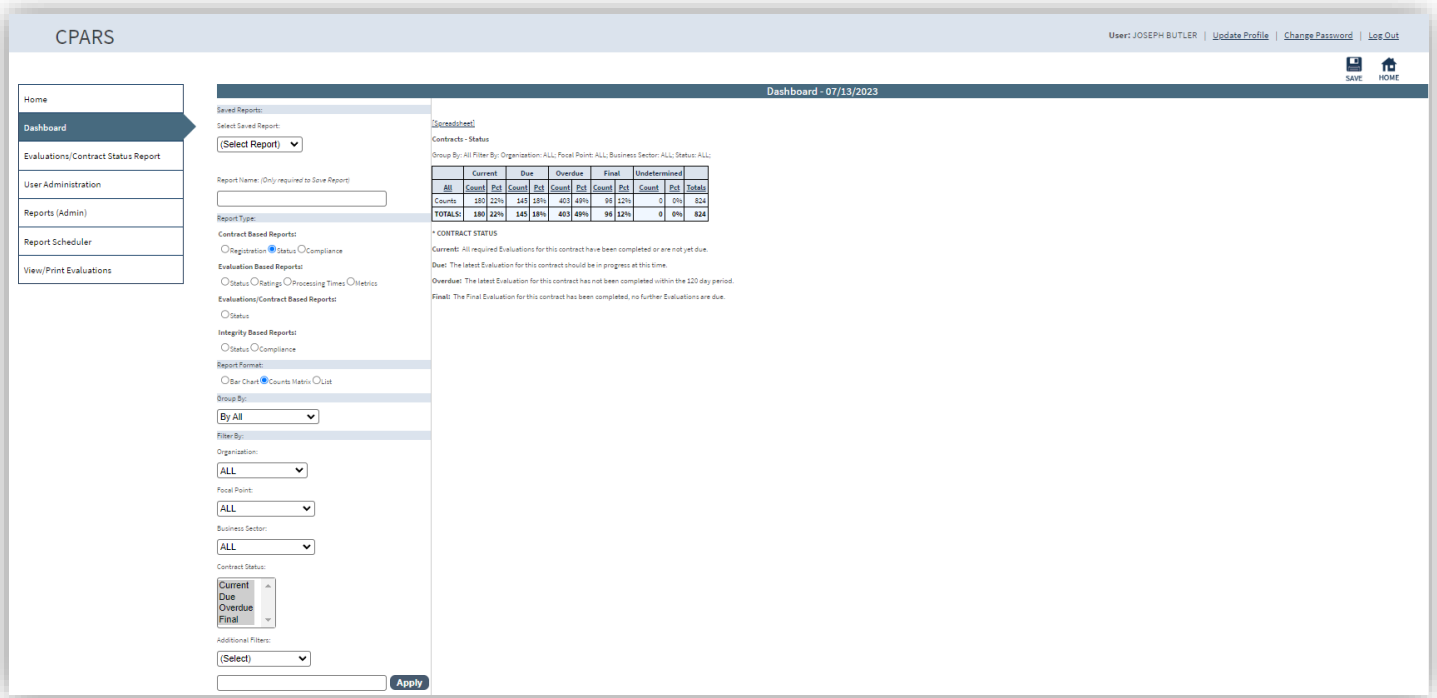 CPARS
User: JOSEPH BUTLER | Update Profile | Change Password | Log Out
SAVE HOME
Home
Dashboard
Evaluations/Contract Status Report
User Administration
Reports (Admin)
Report Scheduler
View/Print Evaluations
Dashboard - 07/13/2023
Saved Reports:
Select Saved Report:
(Select Report)
Report Name: (Only required to Save Report)
Report Type:
Contract Based Reports:
Registration Status Compliance
Evaluation Based Reports:
Status Ratings Processing Times Metrics
Evaluations/Contract Based Reports:
Status
Integrity Based Reports:
Status Compliance
Report Format:
Bar Chart Counts Matrix List
Group By:
By All
Filter By:
Organization:
ALL
Focal Point:
ALL
Business Sector:
ALL
Contract Status:
Current
Due
Overdue
Final
Additional Filters:
(Select)
Apply
[Spreadsheet]
Contracts - Status
Group By: All Filter By: Organization: ALL; Focal Point: ALL; Business Sector: ALL; Status: ALL;
Current Due Overdue Final Undetermined
All Count Pct Count Pct Count Pct Count Pct Count Pct Totals
Counts 180 22% 145 18% 403 49% 96 12% 0 0% 824
TOTALS: 180 22% 145 18% 403 49% 96 12% 0 0% 824
* CONTRACT STATUS
Current: All required Evaluations for this contract have been completed or are not yet due.
Due: The latest Evaluation for this contract should be in progress at this time.
Overdue: The latest Evaluation for this contract has not been completed within the 120 day period.
Final: The Final Evaluation for this contract has been completed, no further Evaluations are due.